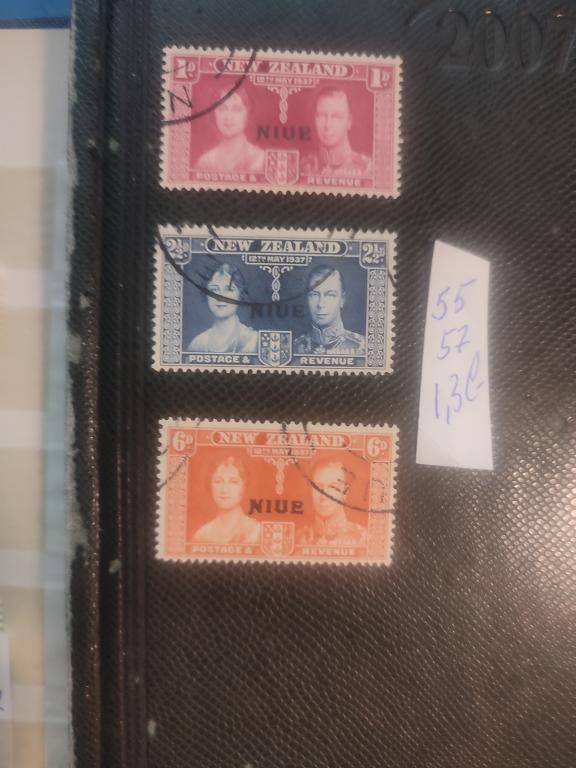 2007
1D NEW ZEALAND 1D
12TH MAY 1937
NIUE
POSTAGE & REVENUE
2½D NEW ZEALAND 2½D
12TH MAY 1937
NIUE
POSTAGE & REVENUE
6D NEW ZEALAND 6D
12TH MAY 1937
NIUE
POSTAGE & REVENUE
55
57
1,3€